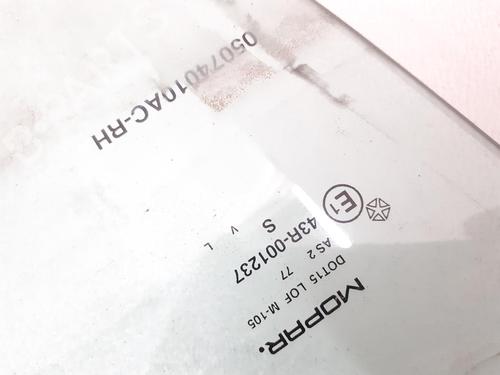 05074010AC-RH
MOPAR.
DOT15 LOF M-105
AS 2 77
43R-001237
E1 S
V L